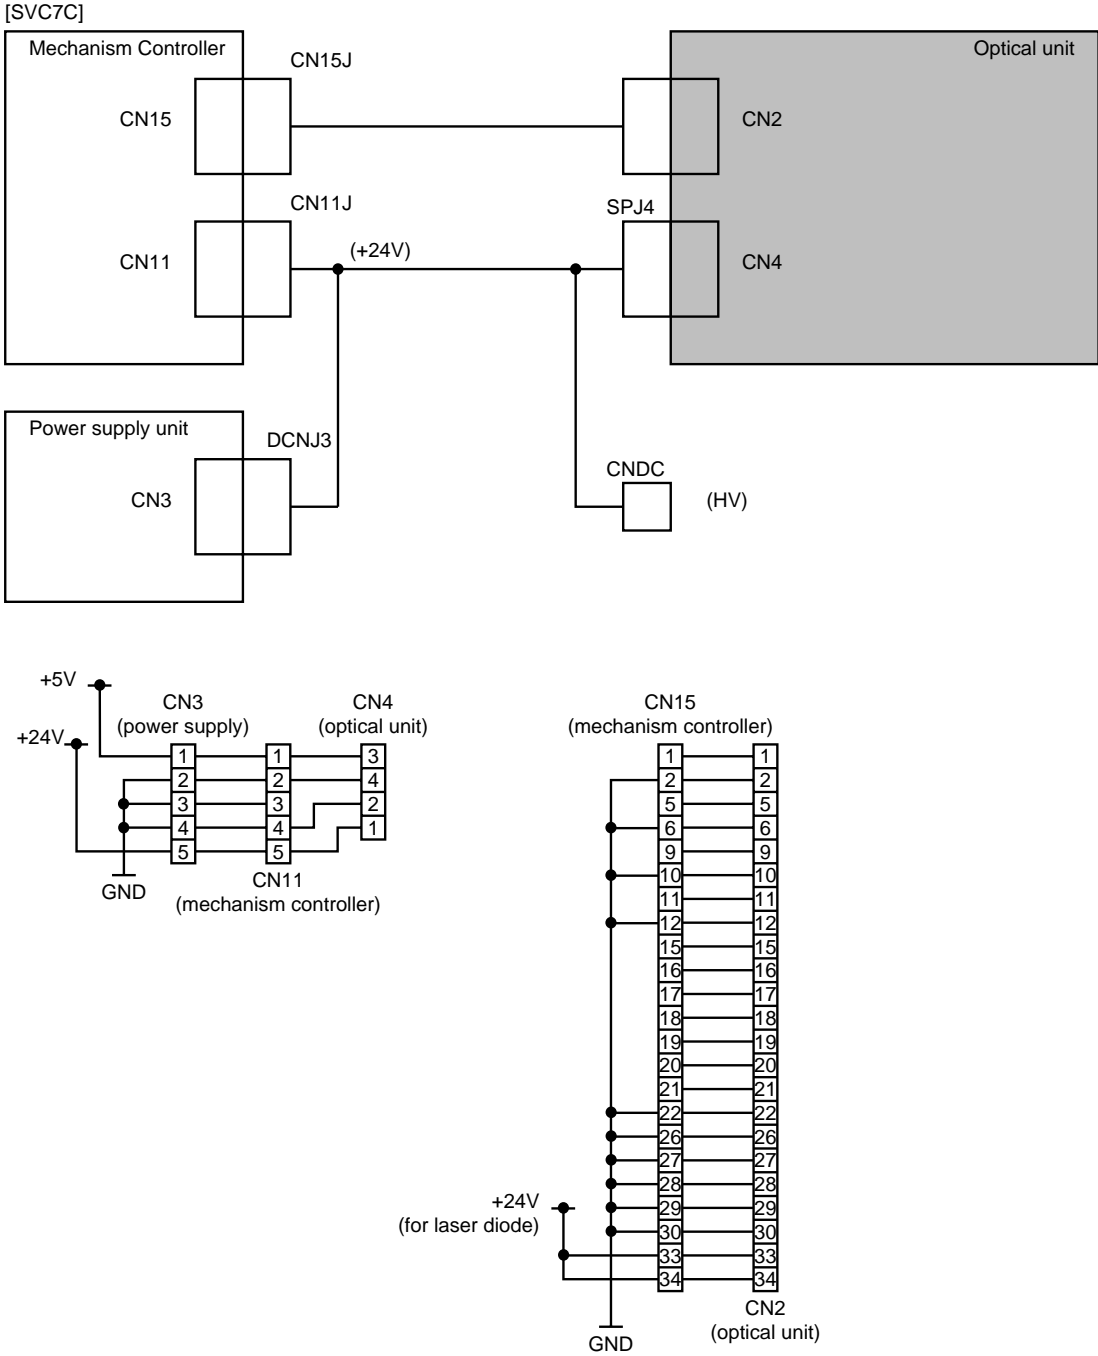 [SVC7C]
Mechanism Controller
Optical unit
CN15J
CN15
CN2
CN11J
SPJ4
(+24V)
CN11
CN4
Power supply unit
DCNJ3
CNDC
CN3
(HV)
+5V
CN3
(power supply)
CN4
(optical unit)
+24V
1 1 3
2 2 4
3 3 2
4 4 1
5 5
GND
CN11
(mechanism controller)
CN15
(mechanism controller)
1 1
2 2
5 5
6 6
9 9
10 10
11 11
12 12
15 15
16 16
17 17
18 18
19 19
20 20
21 21
22 22
26 26
27 27
28 28
29 29
30 30
33 33
34 34
+24V
(for laser diode)
CN2
(optical unit)
GND